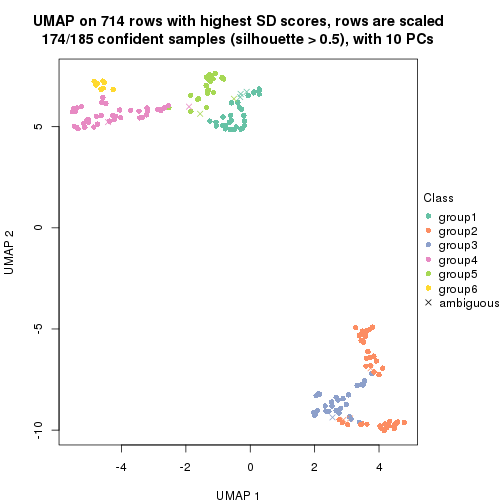 UMAP on 714 rows with highest SD scores, rows are scaled
174/185 confident samples (silhouette > 0.5), with 10 PCs
5
0
-5
-10
UMAP 2
-4
-2
0
2
4
UMAP 1
Class
group1
group2
group3
group4
group5
group6
ambiguous